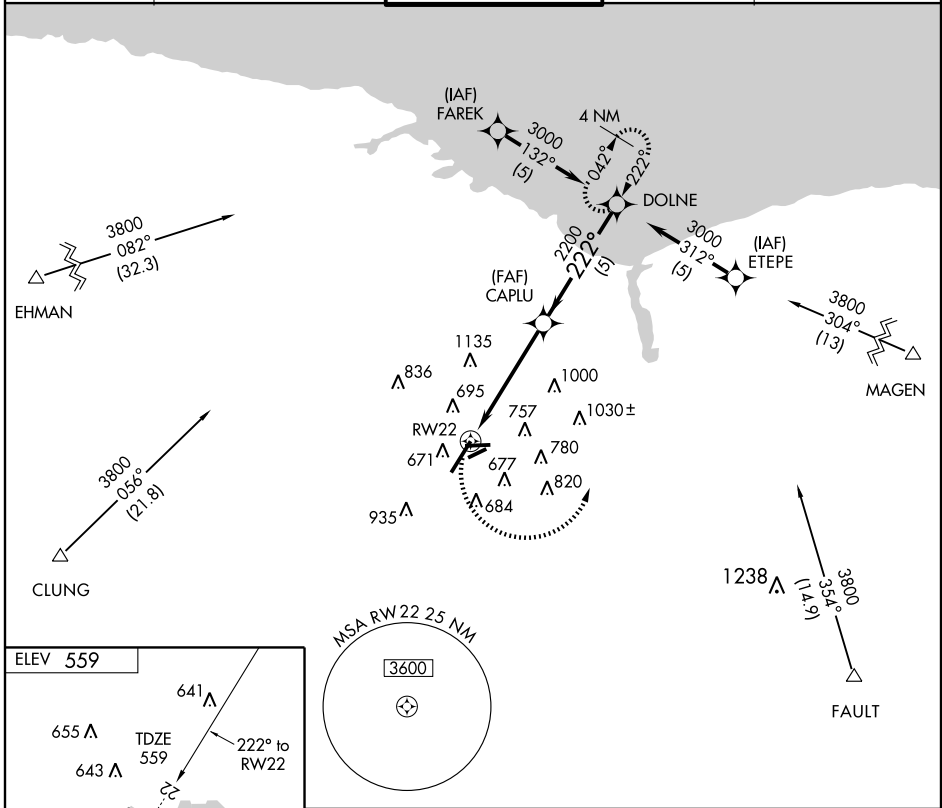 (IAF)
FAREK
4 NM
3000
132°
(5)
042°
222°
DOLNE
3800
082°
(32.3)
EHMAN
2200
222°
(5)
3000
312°
(5)
(IAF)
ETEPE
(FAF)
CAPLU
3800
304°
(13)
MAGEN
1135
836
695
1000
757
1030±
RW22
671
780
677
820
684
935
3800
056°
(21.8)
CLUNG
1238
3800
354°
(14.9)
FAULT
MSA RW22 25 NM
3600
ELEV 559
641
655
TDZE
559
643
222° to
RW22
22